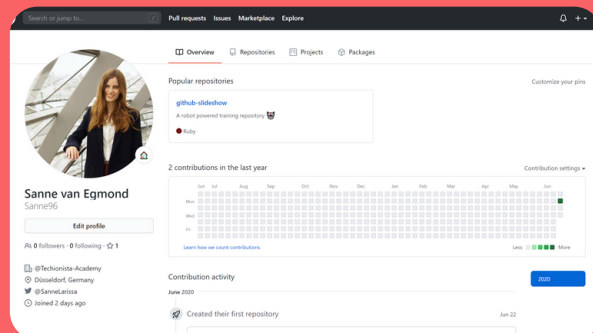 Search or jump to...
/
Pull requests Issues Marketplace Explore
Overview Repositories Projects Packages
Popular repositories
Customize your pins
github-slideshow
A robot powered training repository
Ruby
2 contributions in the last year
Contribution settings
Jun Jul Aug Sep Oct Nov Dec Jan Feb Mar Apr May Jun
Mon
Wed
Fri
Learn how we count contributions.
Less More
Sanne van Egmond
Sanne96
Edit profile
0 followers · 0 following · 1
@Techionista-Academy
Düsseldorf, Germany
@SanneLarissa
Joined 2 days ago
Contribution activity
2020
June 2020
Created their first repository
Jun 22